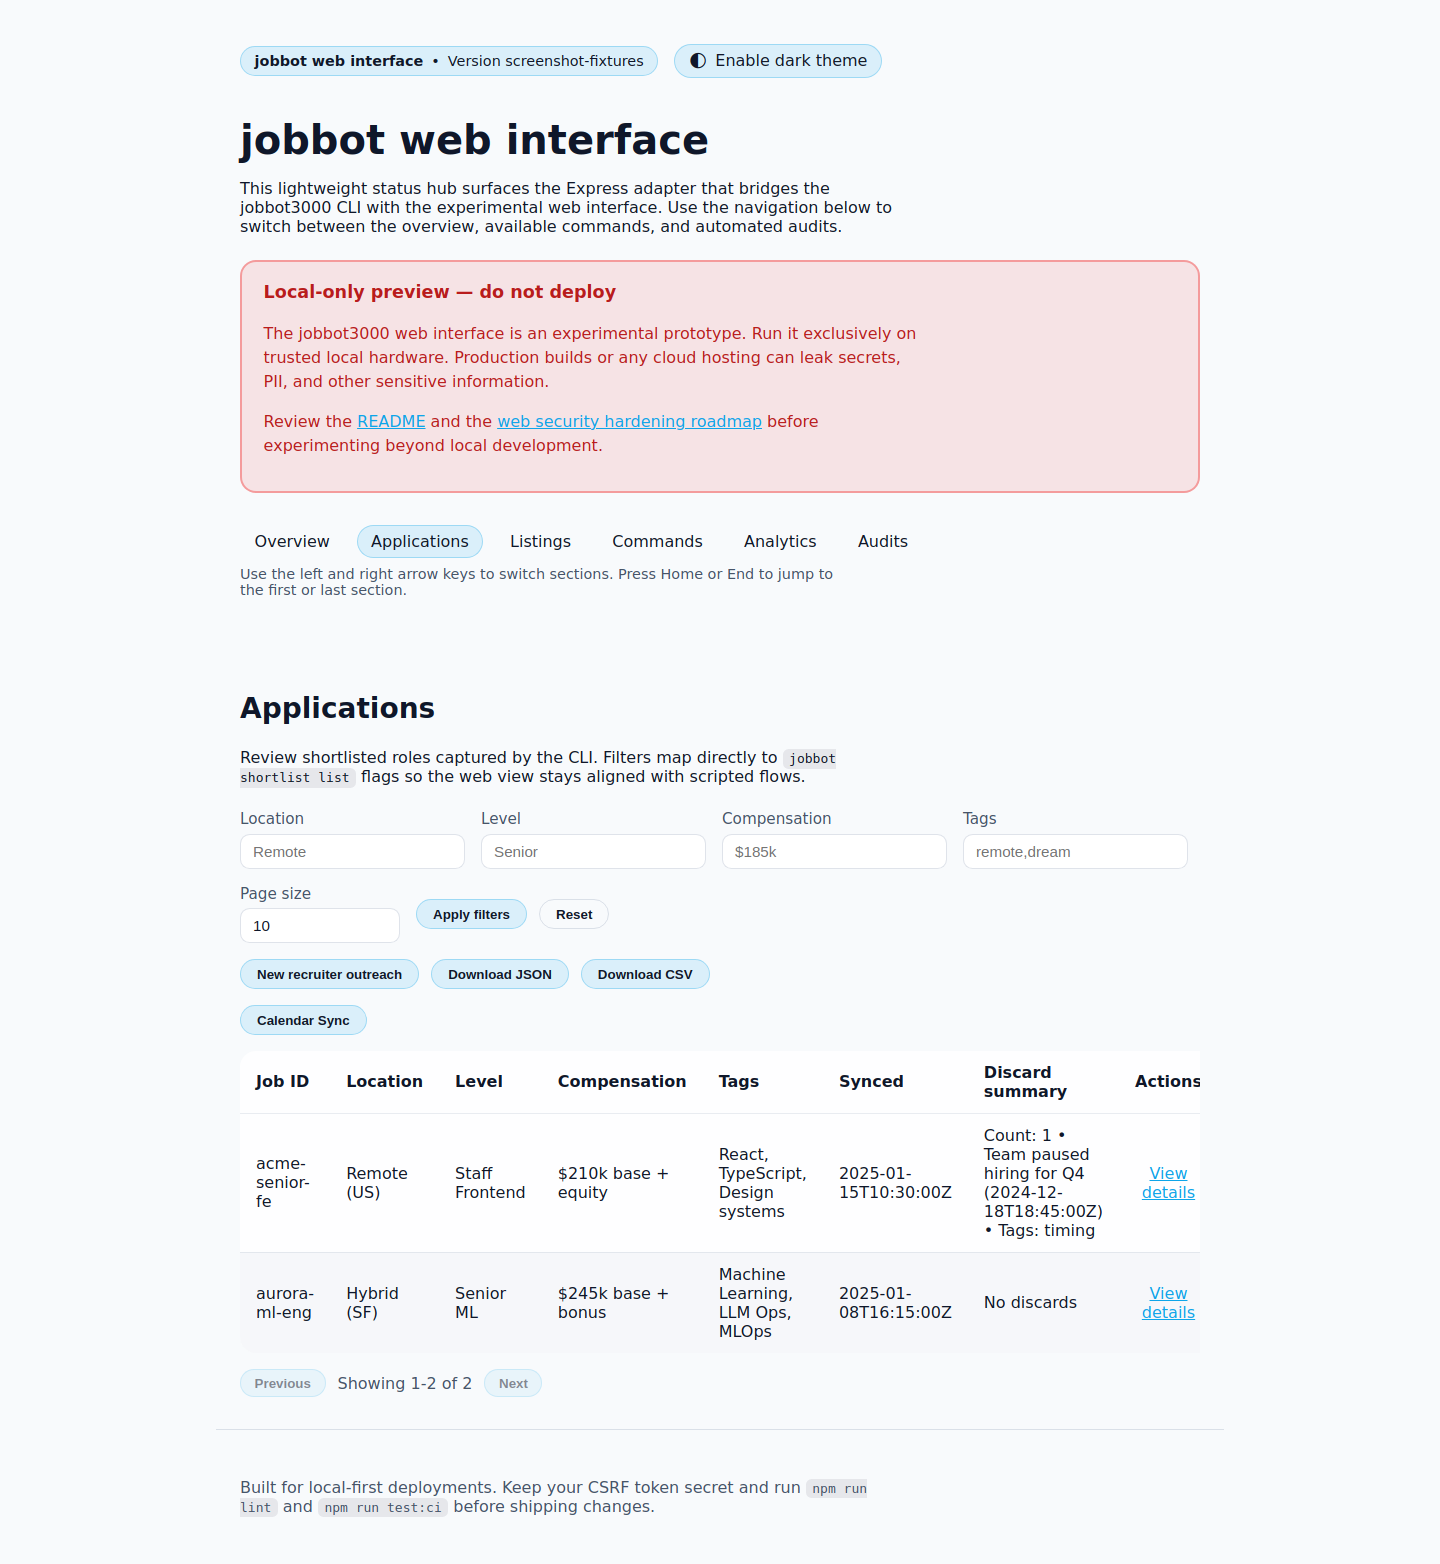 jobbot web interface • Version screenshot-fixtures
Enable dark theme
jobbot web interface
This lightweight status hub surfaces the Express adapter that bridges the
jobbot3000 CLI with the experimental web interface. Use the navigation below to
switch between the overview, available commands, and automated audits.
Local-only preview — do not deploy
The jobbot3000 web interface is an experimental prototype. Run it exclusively on
trusted local hardware. Production builds or any cloud hosting can leak secrets,
PII, and other sensitive information.
Review the README and the web security hardening roadmap before
experimenting beyond local development.
Overview Applications Listings Commands Analytics Audits
Use the left and right arrow keys to switch sections. Press Home or End to jump to
the first or last section.
Applications
Review shortlisted roles captured by the CLI. Filters map directly to jobbot
shortlist list flags so the web view stays aligned with scripted flows.
Location Level Compensation Tags
Remote Senior $185k remote,dream
Page size
10 Apply filters Reset
New recruiter outreach Download JSON Download CSV
Calendar Sync
Job ID Location Level Compensation Tags Synced Discard
summary Actions
acme-
senior-
fe
Remote
(US)
Staff
Frontend
$210k base +
equity
React,
TypeScript,
Design
systems
2025-01-
15T10:30:00Z
Count: 1 •
Team paused
hiring for Q4
(2024-12-
18T18:45:00Z)
• Tags: timing
View
details
aurora-
ml-eng
Hybrid
(SF)
Senior
ML
$245k base +
bonus
Machine
Learning,
LLM Ops,
MLOps
2025-01-
08T16:15:00Z
No discards
View
details
Previous Showing 1-2 of 2 Next
Built for local-first deployments. Keep your CSRF token secret and run npm run
lint and npm run test:ci before shipping changes.